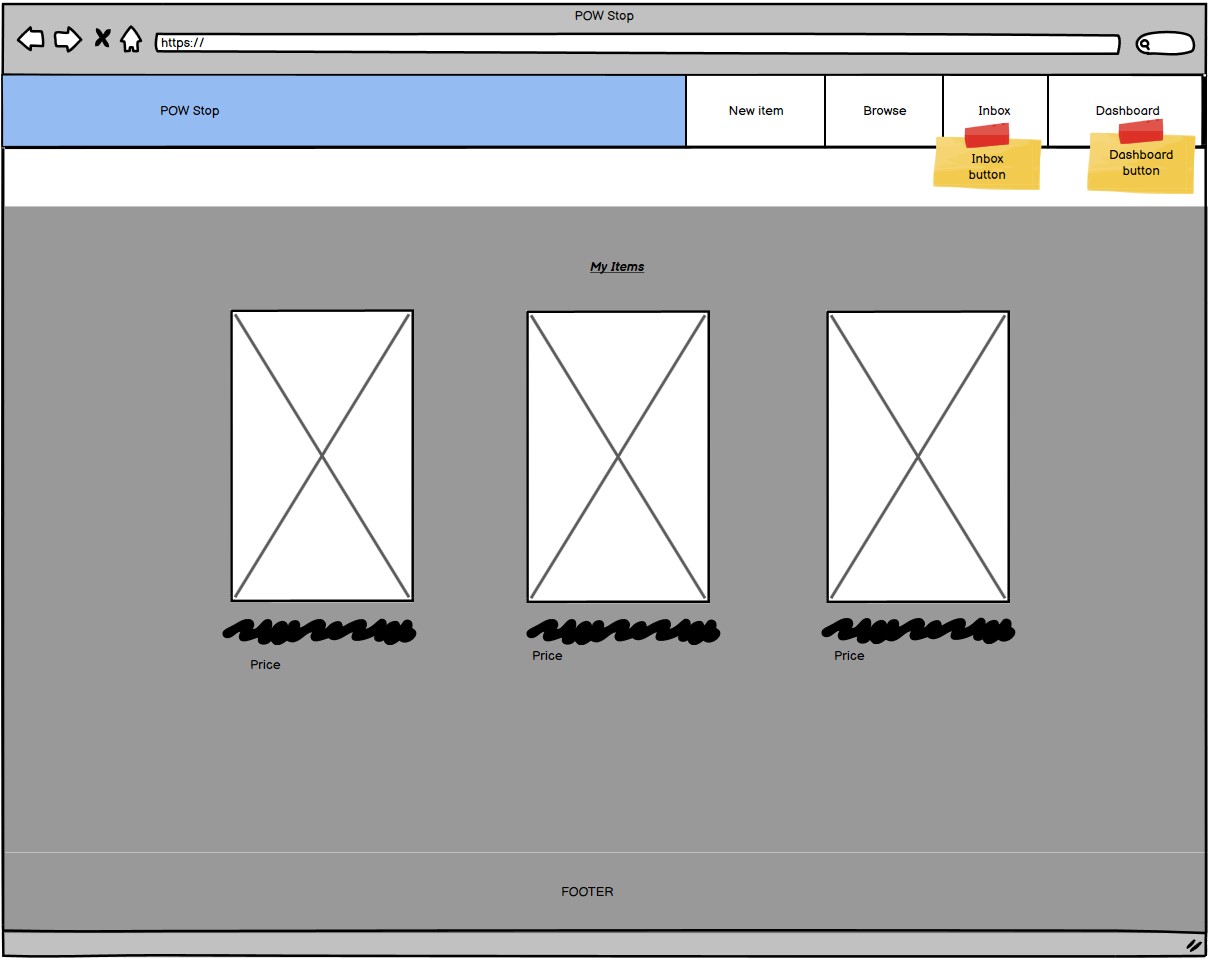 POW Stop
https://
POW Stop
New item
Browse
Inbox
Dashboard
Inbox
button
Dashboard
button
My Items
Price
Price
Price
FOOTER